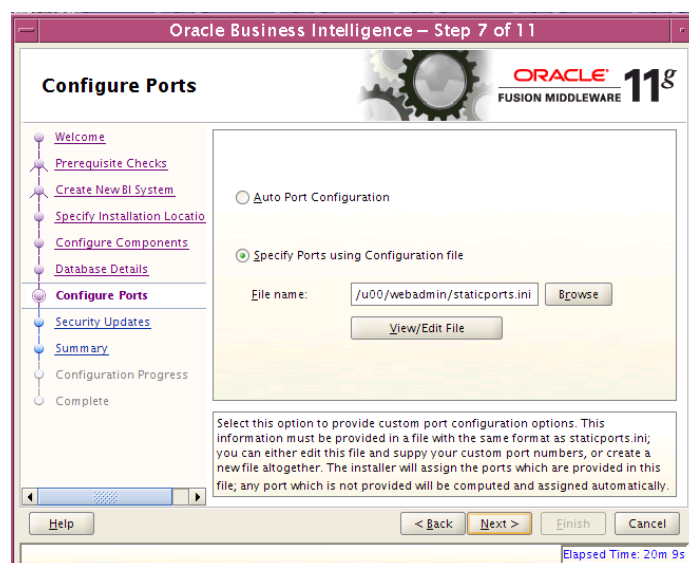 Oracle Business Intelligence – Step 7 of 11
Configure Ports
ORACLE®
FUSION MIDDLEWARE
11g
Welcome
Prerequisite Checks
Create New BI System
Specify Installation Locatio
Configure Components
Database Details
Configure Ports
Security Updates
Summary
Configuration Progress
Complete
Auto Port Configuration
Specify Ports using Configuration file
File name: /u00/webadmin/staticports.ini Browse
View/Edit File
Select this option to provide custom port configuration options. This
information must be provided in a file with the same format as staticports.ini;
you can either edit this file and suppy your custom port numbers, or create a
new file altogether. The installer will assign the ports which are provided in this
file; any port which is not provided will be computed and assigned automatically.
Help < Back Next > Finish Cancel
Elapsed Time: 20m 9s